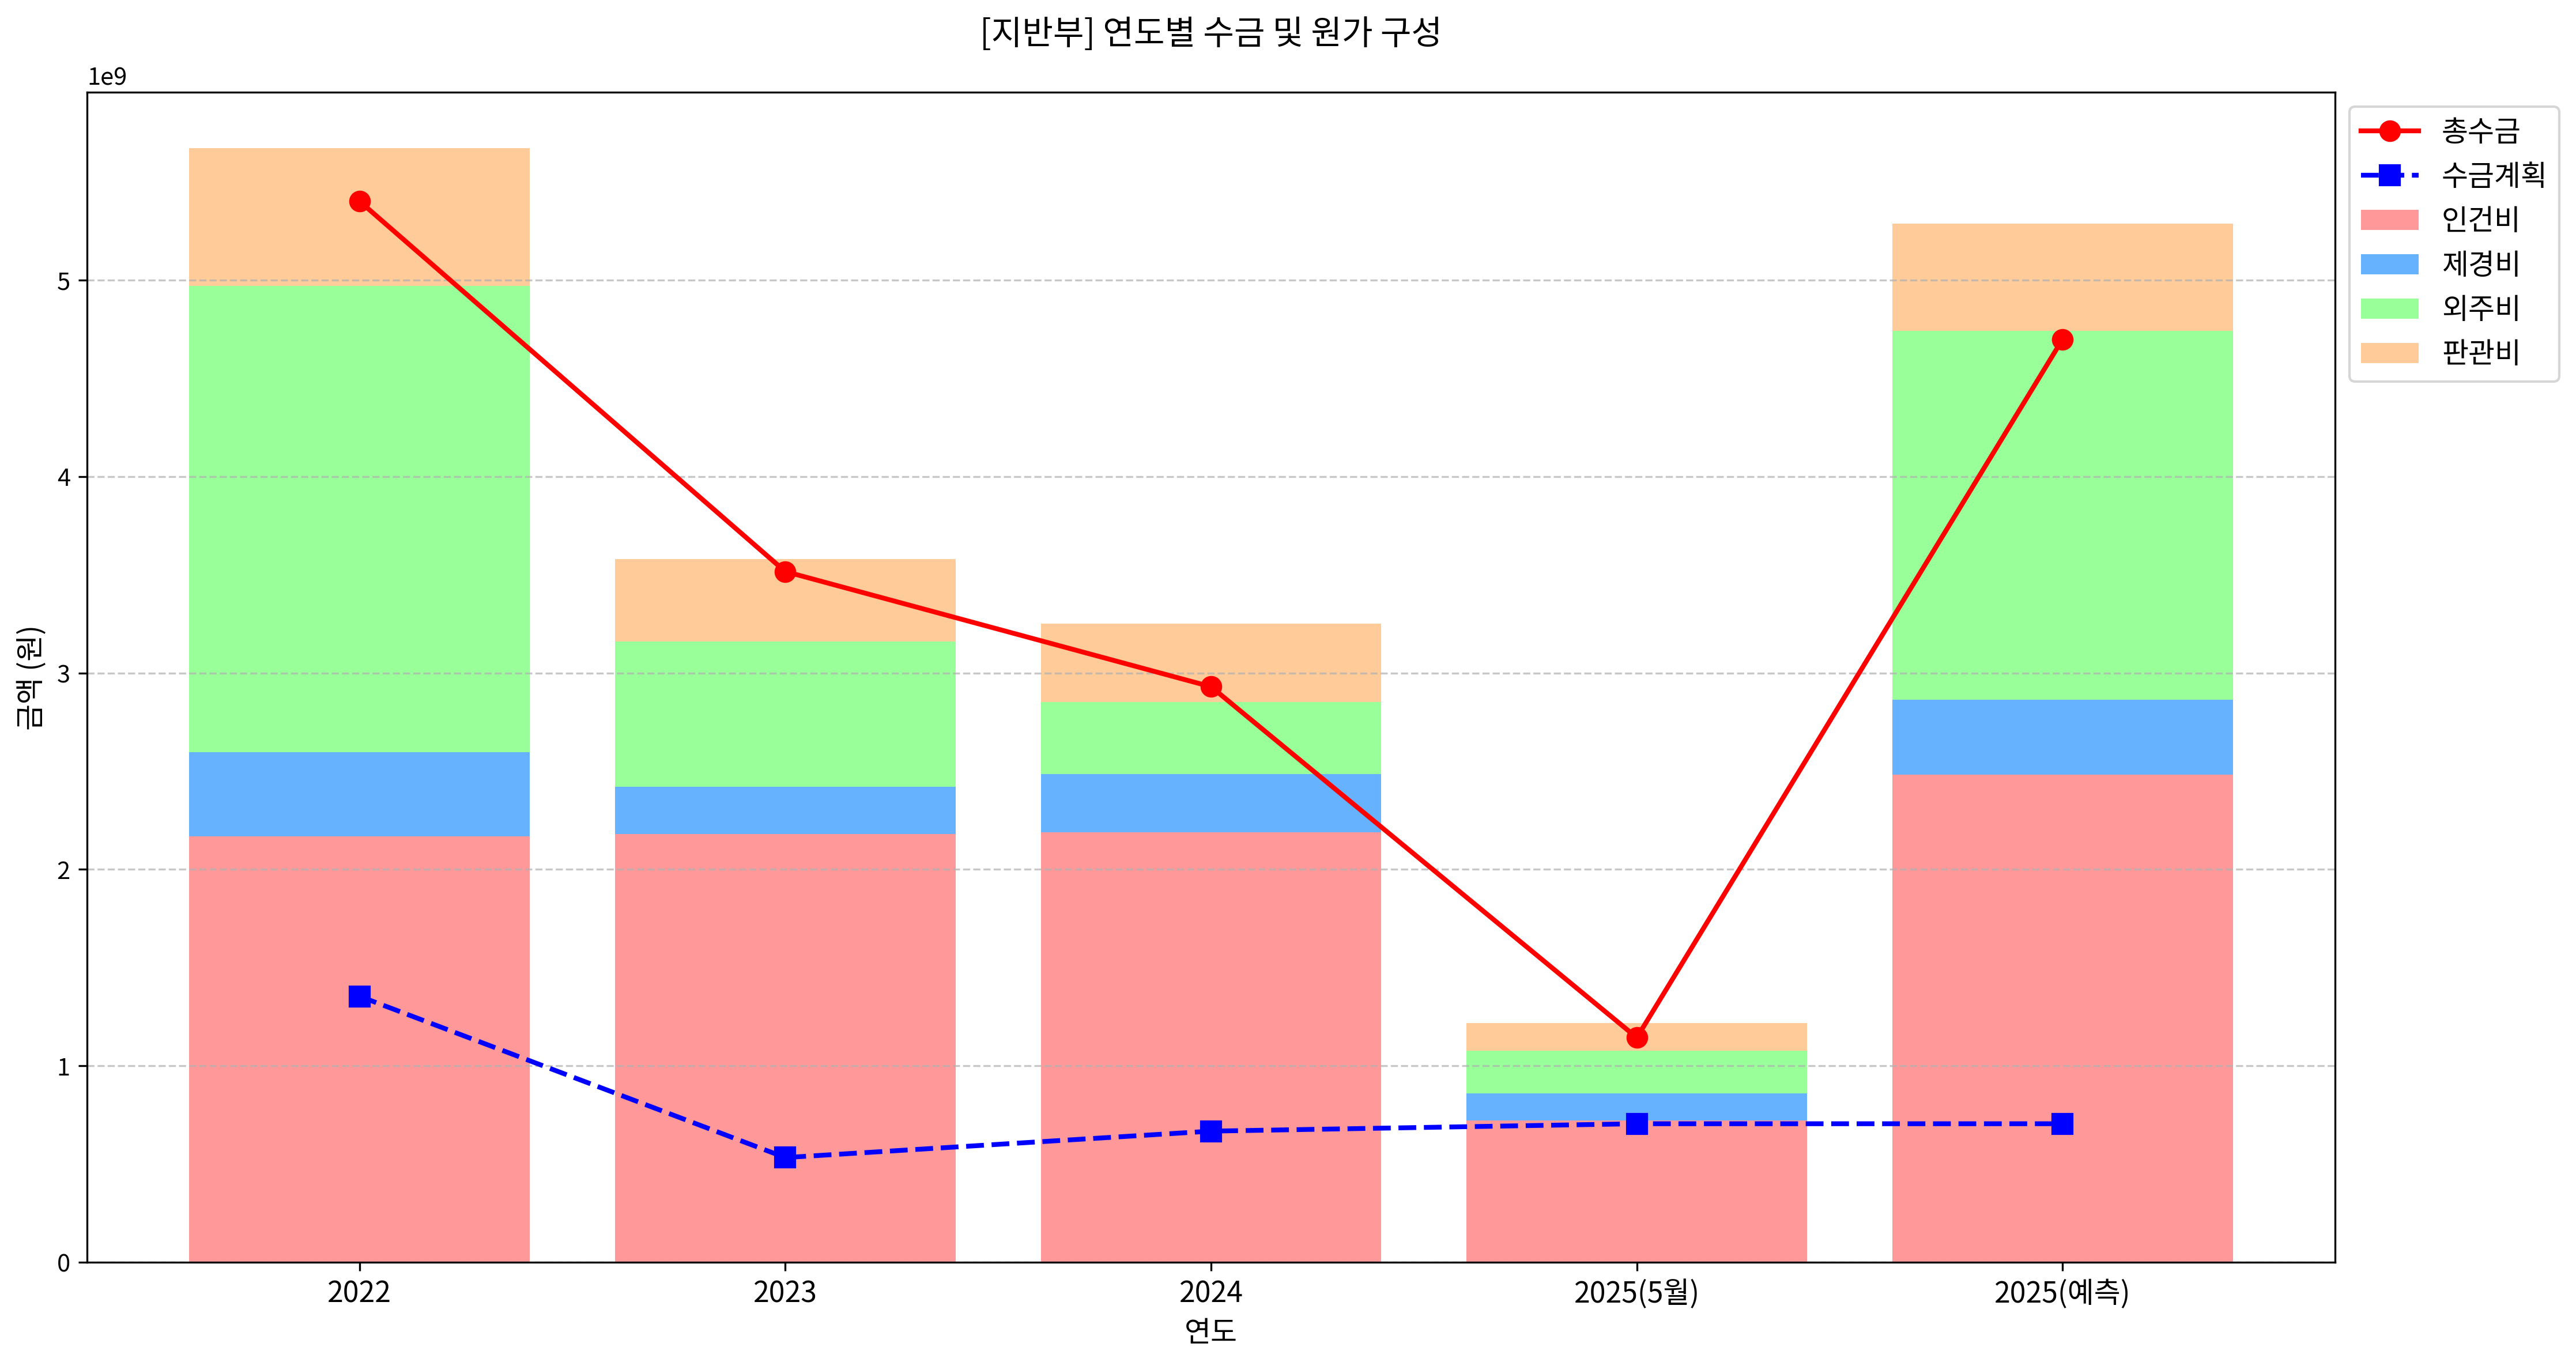 [지반부] 연도별 수금 및 원가 구성
1e9
총수금
수금계획
인건비
제경비
외주비
판관비
5
4
3
2
1
0
금액 (원)
2022
2023
2024
2025(5월)
2025(예측)
연도